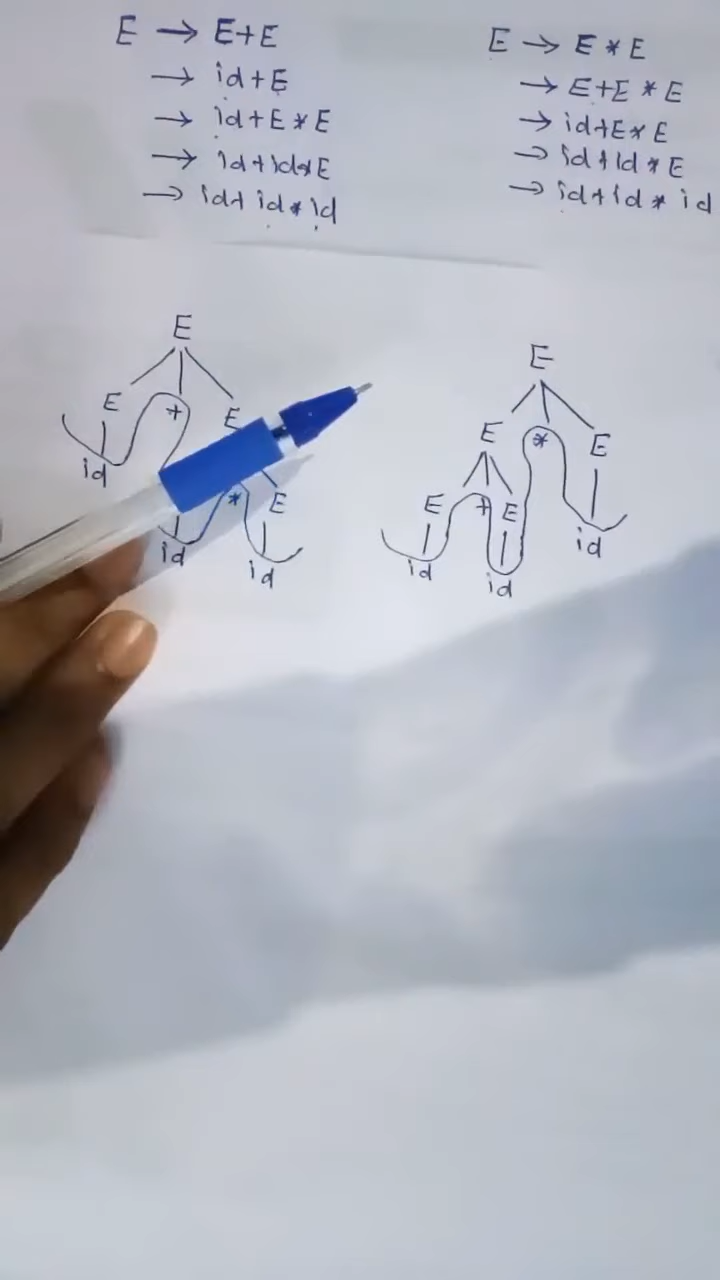 E → E+E
→ id+E
→ id+E*E
→ id+id*E
→ id+id*id
E → E*E
→ E+E*E
→ id+E*E
→ id+id*E
→ id+id*id
E
E + E
id
* E
id id
E
E * E
E + E
id id id